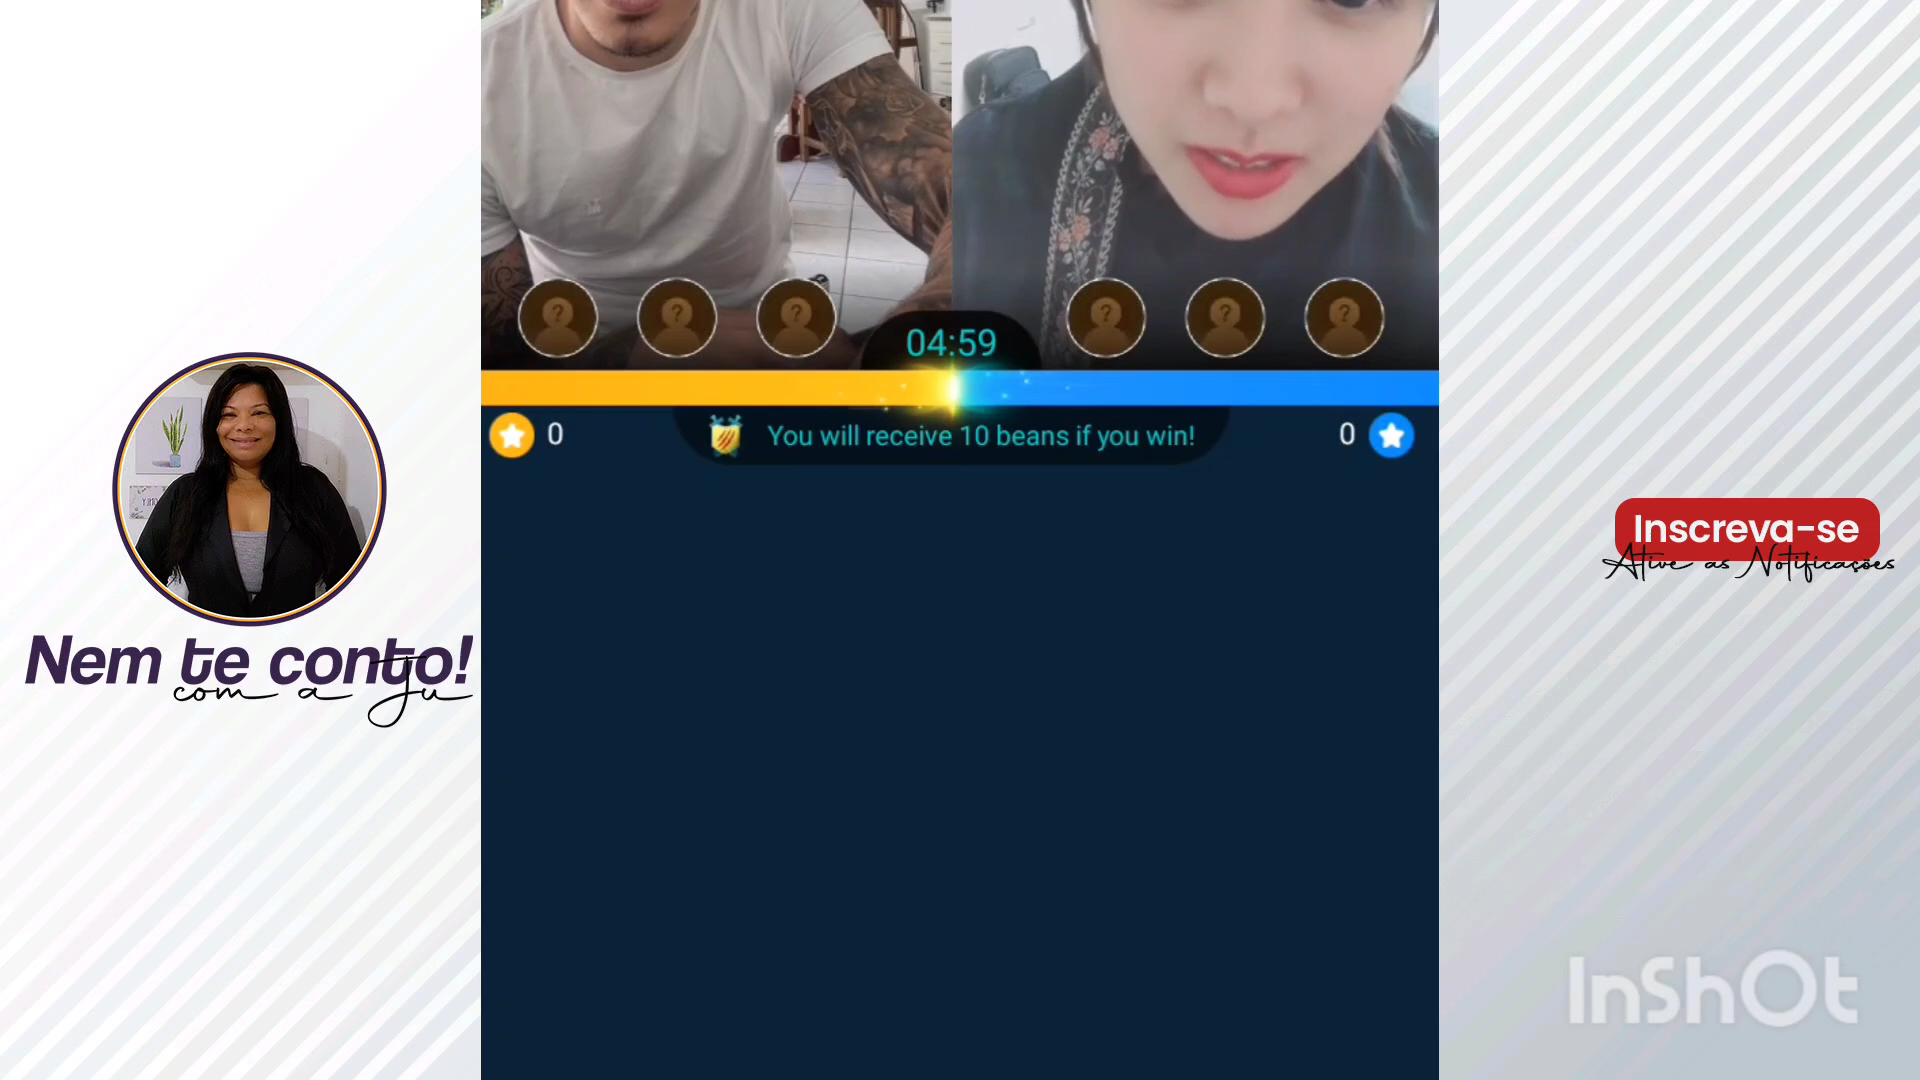 04:59
0
You will receive 10 beans if you win!
0
Inscreva-se
Ative as Notificações
Nem te conto!
com a Ju
InShOt